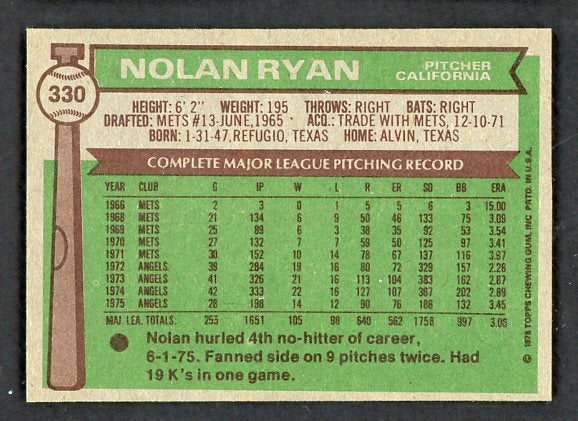 330
NOLAN RYAN
PITCHER
CALIFORNIA
HEIGHT: 6' 2" WEIGHT: 195 THROWS: RIGHT BATS: RIGHT
DRAFTED: METS #13-JUNE, 1965 ACQ.: TRADE WITH METS, 12-10-71
BORN: 1-31-47, REFUGIO, TEXAS HOME: ALVIN, TEXAS
COMPLETE MAJOR LEAGUE PITCHING RECORD
YEAR CLUB G IP W L R ER SO BB ERA
1966 METS 2 3 0 1 5 5 6 3 15.00
1968 METS 21 134 6 9 50 46 133 75 3.09
1969 METS 25 89 6 3 38 35 92 53 3.54
1970 METS 27 132 7 11 59 50 125 97 3.41
1971 METS 30 152 10 14 78 67 137 116 3.97
1972 ANGELS 39 284 19 16 80 72 329 157 2.28
1973 ANGELS 41 326 21 16 113 104 383 162 2.87
1974 ANGELS 42 333 22 16 127 107 367 202 2.89
1975 ANGELS 28 198 14 12 90 76 186 132 3.45
MAJ. LEA. TOTALS 255 1651 105 98 640 562 1758 997 3.06
Nolan hurled 4th no-hitter of career,
6-1-75. Fanned side on 9 pitches twice. Had
19 K's in one game.
© 1976 TOPPS CHEWING GUM, INC. PRTD. IN U.S.A.